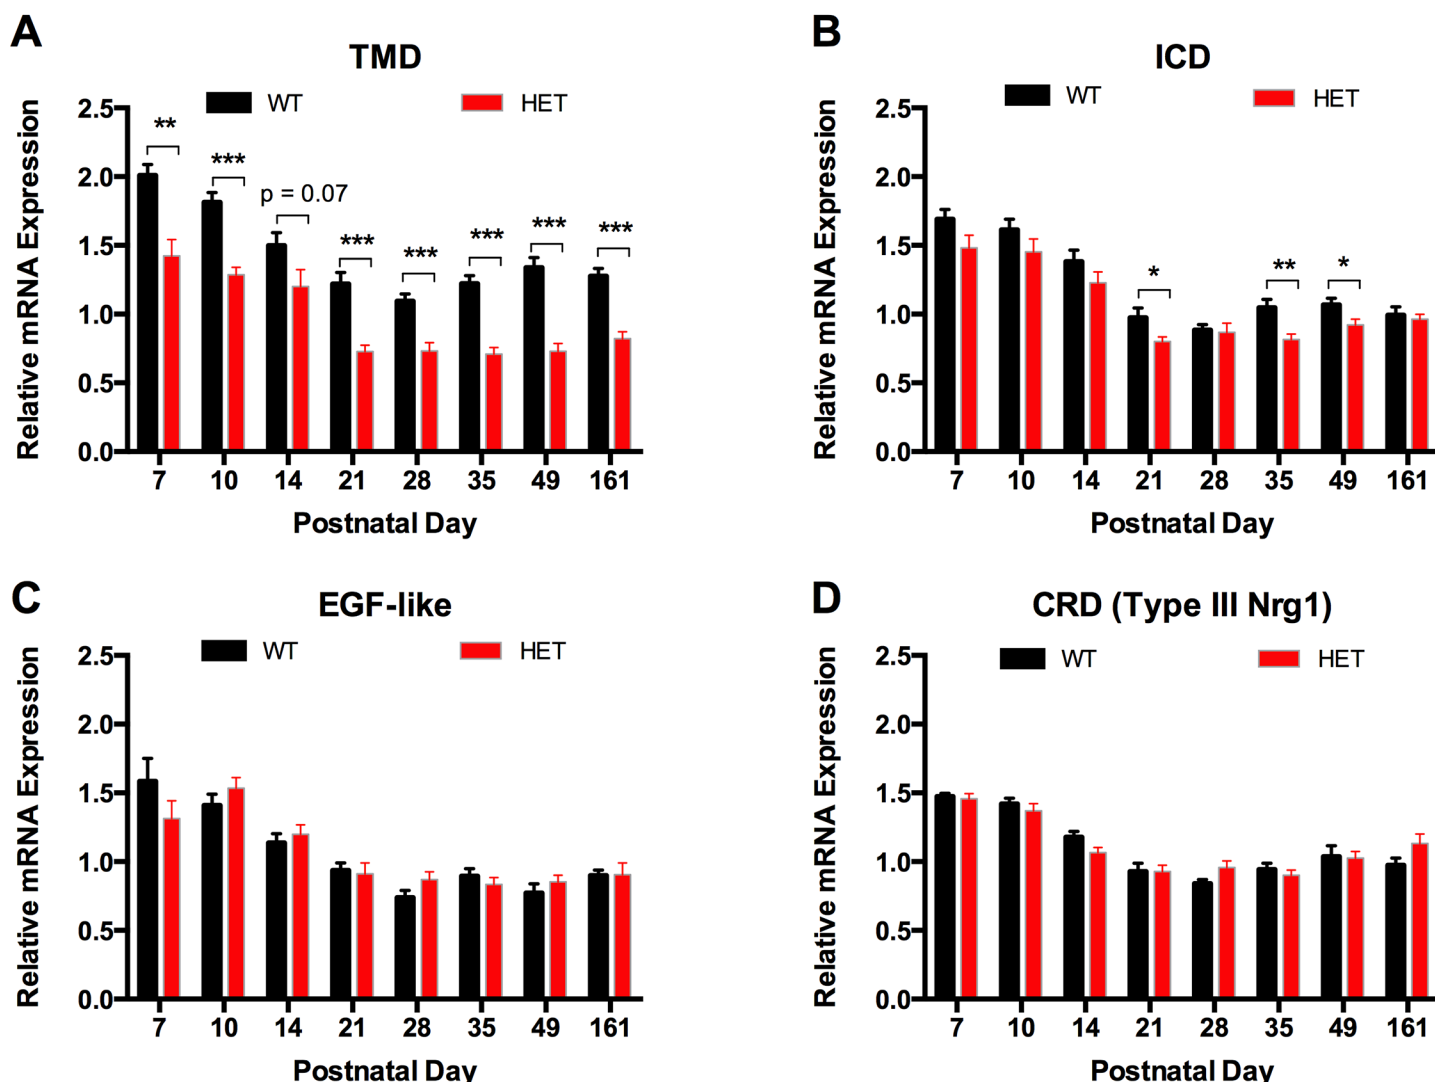 A
TMD
WT HET
Relative mRNA Expression
2.5
2.0
1.5
1.0
0.5
0.0
** *** p = 0.07 *** *** *** *** ***
7 10 14 21 28 35 49 161
Postnatal Day
B
ICD
WT HET
Relative mRNA Expression
2.5
2.0
1.5
1.0
0.5
0.0
* ** *
7 10 14 21 28 35 49 161
Postnatal Day
C
EGF-like
WT HET
Relative mRNA Expression
2.5
2.0
1.5
1.0
0.5
0.0
7 10 14 21 28 35 49 161
Postnatal Day
D
CRD (Type III Nrg1)
WT HET
Relative mRNA Expression
2.5
2.0
1.5
1.0
0.5
0.0
7 10 14 21 28 35 49 161
Postnatal Day